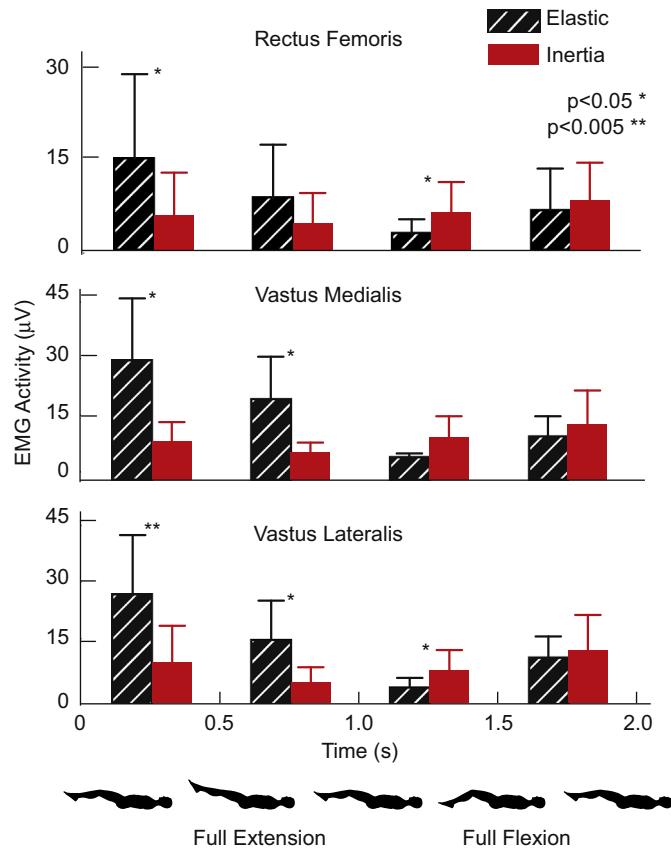 Elastic
Rectus Femoris
Inertia
30
*
p<0.05 *
p<0.005 **
15
*
0
45
Vastus Medialis
*
30
*
15
0
EMG Activity (μV)
45
**
Vastus Lateralis
30
*
15
*
0
0 0.5 1.0 1.5 2.0
Time (s)
Full Extension Full Flexion